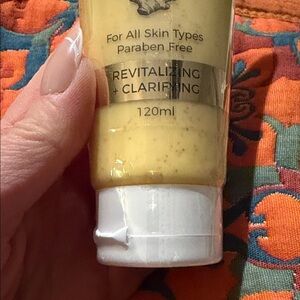 For All Skin Types
Paraben Free
REVITALIZING
+ CLARIFYING
120ml